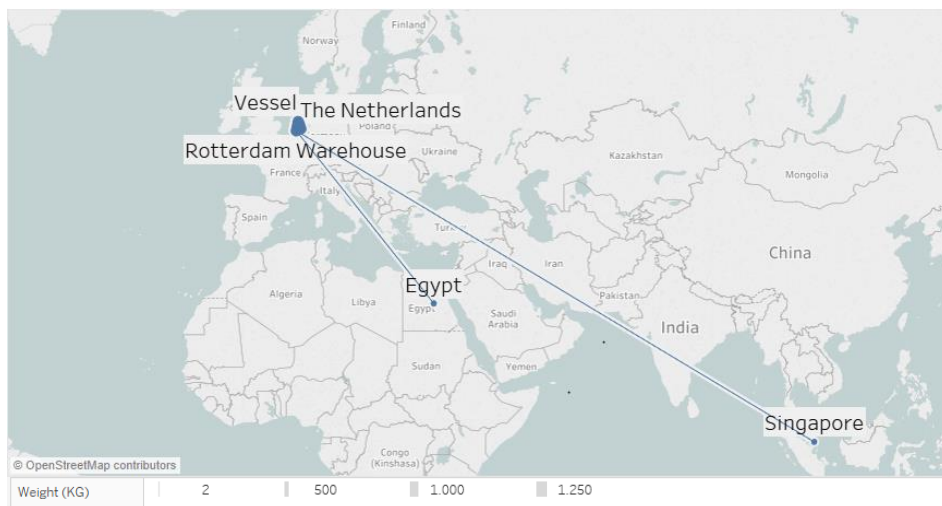 Norway
Finland
Vessel
The Netherlands
Poland
Rotterdam Warehouse
Ukraine
Kazakhstan
Mongolia
France
Italy
Spain
China
Iraq
Iran
Algeria
Libya
Egypt
Egypt
Pakistan
Saudi
Arabia
India
Sudan
Yemen
Singapore
Congo
(Kinshasa)
© OpenStreetMap contributors
Weight (KG) 2 500 1.000 1.250